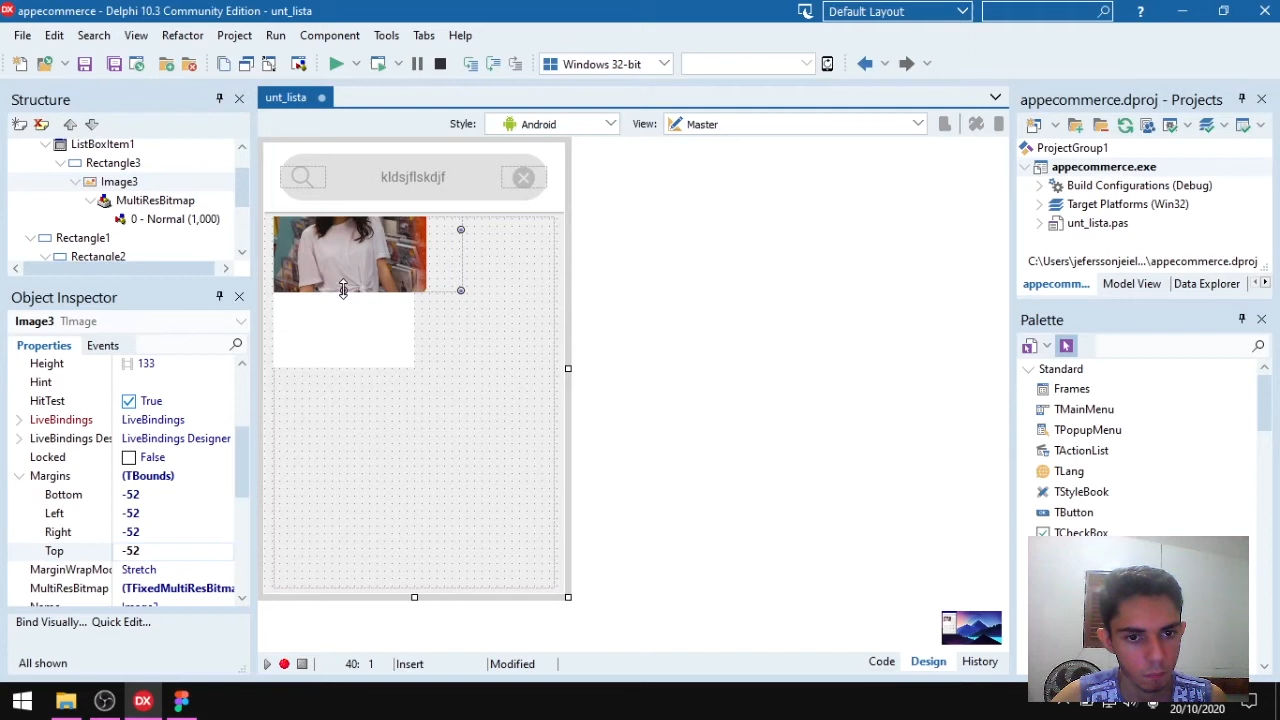 appecommerce - Delphi 10.3 Community Edition - unt_lista
Default Layout
File Edit Search View Refactor Project Run Component Tools Tabs Help
Windows 32-bit
Structure
ListBoxItem1
Rectangle3
Image3
MultiResBitmap
0 - Normal (1,000)
Rectangle1
Rectangle2
Object Inspector
Image3 TImage
Properties Events
Height 133
Hint
HitTest True
LiveBindings LiveBindings
LiveBindings Des LiveBindings Designer
Locked False
Margins (TBounds)
Bottom -52
Left -52
Right -52
Top -52
MarginWrapMod Stretch
MultiResBitmap (TFixedMultiResBitma
Bind Visually... Quick Edit...
All shown
unt_lista
Style: Android View: Master
kldsjflskdjf
40: 1 Insert Modified
Code Design History
appecommerce.dproj - Projects
ProjectGroup1
appecommerce.exe
Build Configurations (Debug)
Target Platforms (Win32)
unt_lista.pas
C:\Users\jefersonjeiel...\appecommerce.dproj
appecomm... Model View Data Explorer
Palette
Standard
Frames
TMainMenu
TPopupMenu
TActionList
TLang
TStyleBook
TButton
TCheckBox
DX
20/10/2020